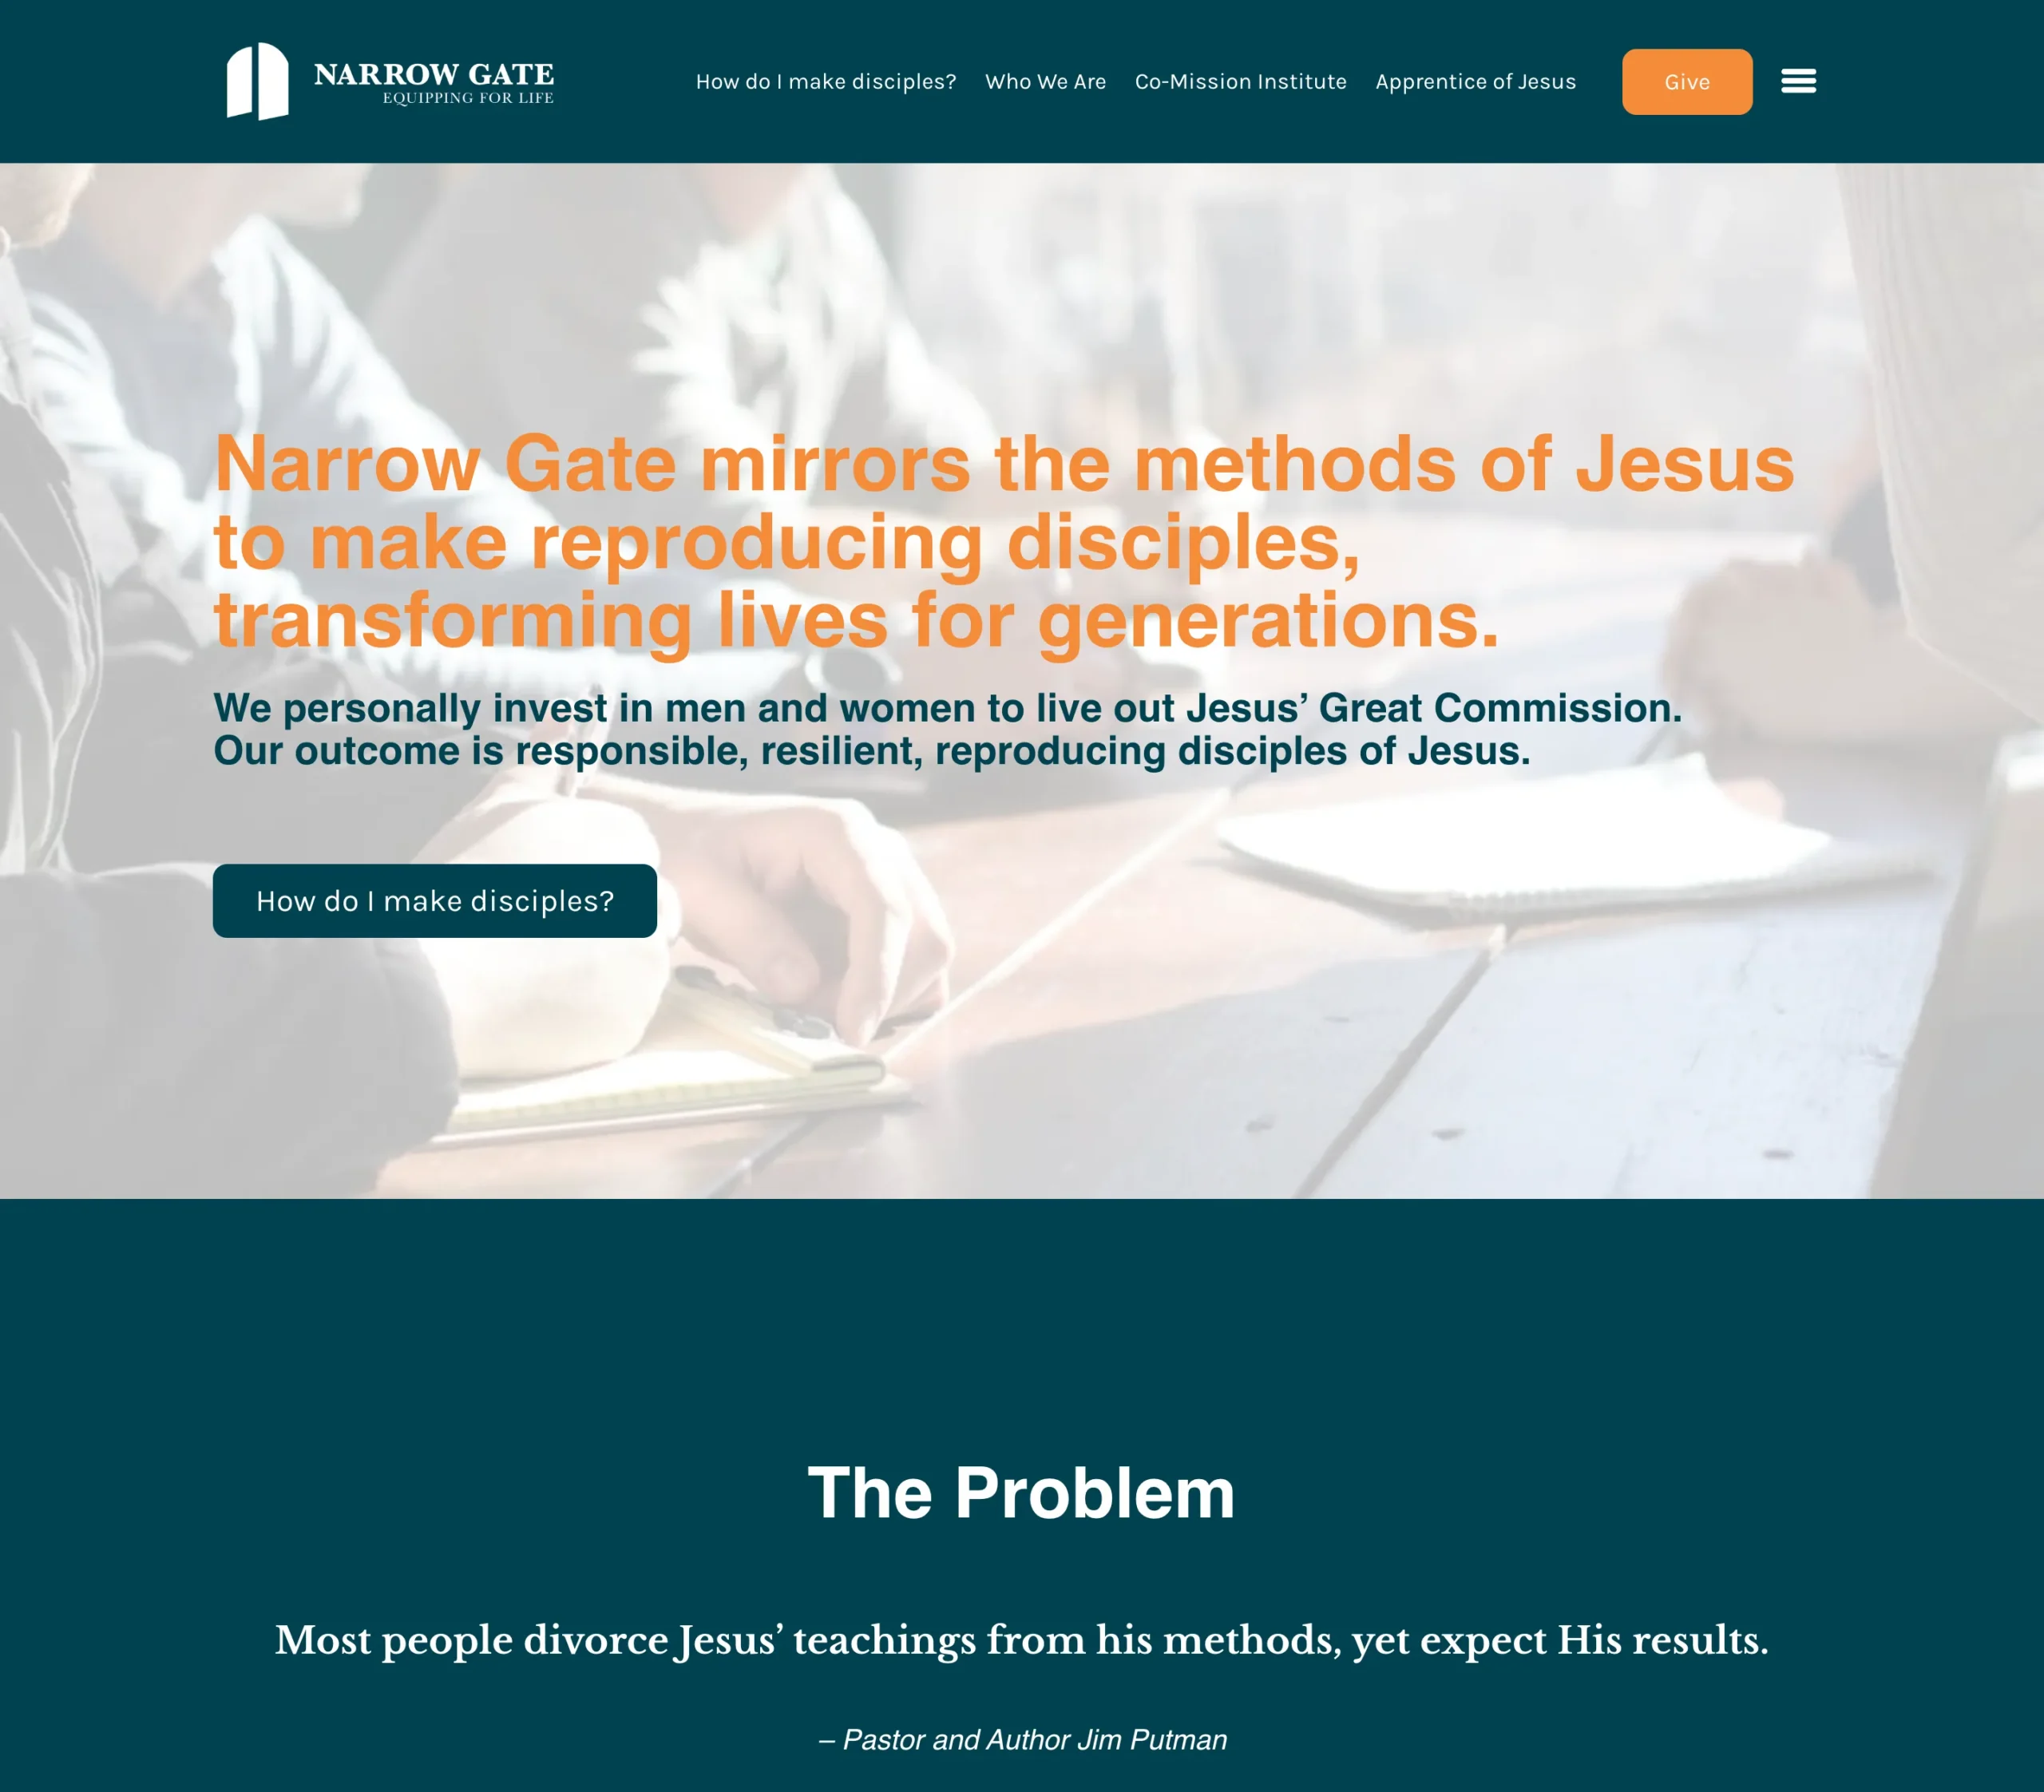 NARROW GATE
EQUIPPING FOR LIFE
How do I make disciples? Who We Are Co-Mission Institute Apprentice of Jesus Give
Narrow Gate mirrors the methods of Jesus
to make reproducing disciples,
transforming lives for generations.
We personally invest in men and women to live out Jesus’ Great Commission.
Our outcome is responsible, resilient, reproducing disciples of Jesus.
How do I make disciples?
The Problem
Most people divorce Jesus’ teachings from his methods, yet expect His results.
– Pastor and Author Jim Putman